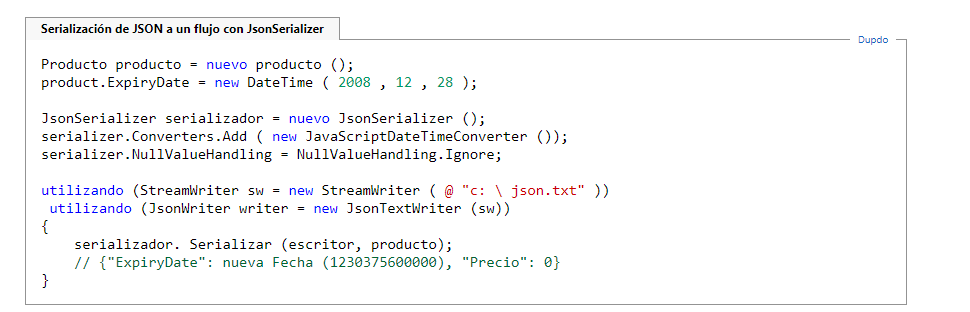 Serialización de JSON a un flujo con JsonSerializer
Dupdo
Producto producto = nuevo producto ();
product.ExpiryDate = new DateTime ( 2008 , 12 , 28 );
JsonSerializer serializador = nuevo JsonSerializer ();
serializer.Converters.Add ( new JavaScriptDateTimeConverter ());
serializer.NullValueHandling = NullValueHandling.Ignore;
utilizando (StreamWriter sw = new StreamWriter ( @ "c: \ json.txt" ))
utilizando (JsonWriter writer = new JsonTextWriter (sw))
{
serializador. Serializar (escritor, producto);
// {"ExpiryDate": nueva Fecha (1230375600000), "Precio": 0}
}